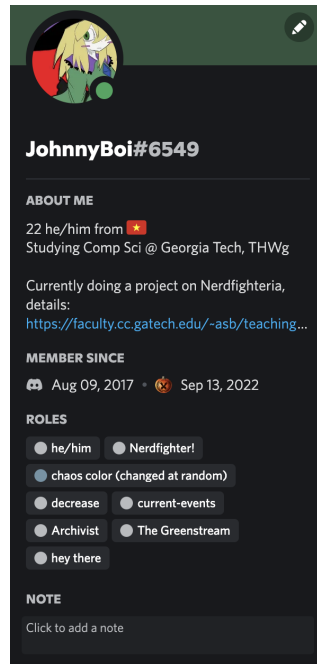 JohnnyBoi#6549
ABOUT ME
22 he/him from
Studying Comp Sci @ Georgia Tech, THWg
Currently doing a project on Nerdfighteria,
details:
https://faculty.cc.gatech.edu/~asb/teaching...
MEMBER SINCE
Aug 09, 2017 • Sep 13, 2022
ROLES
he/him Nerdfighter!
chaos color (changed at random)
decrease current-events
Archivist The Greenstream
hey there
NOTE
Click to add a note